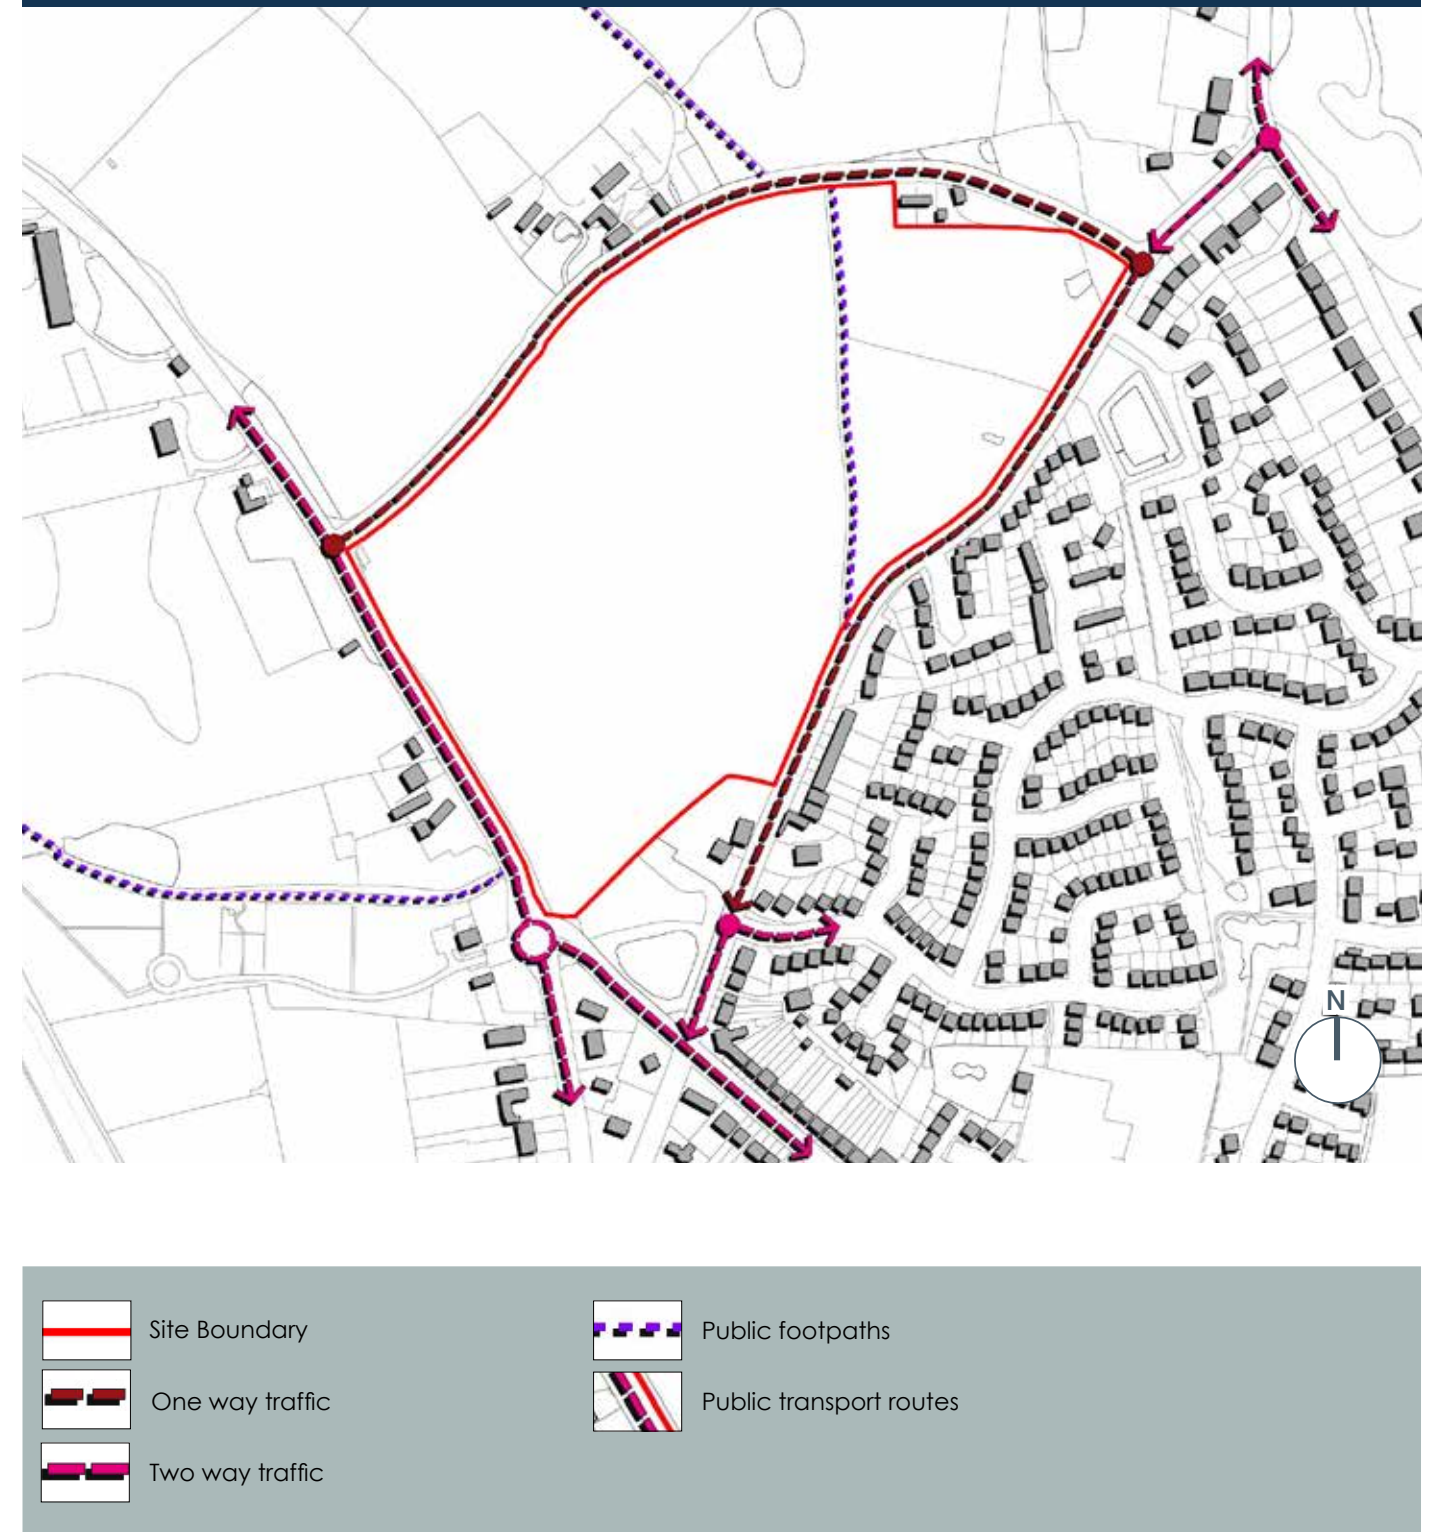 N
Site Boundary
One way traffic
Two way traffic
Public footpaths
Public transport routes